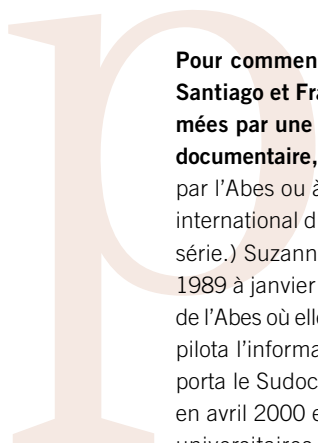 p
Pour commen
Santiago et Fra
mées par une
documentaire,
par l'Abes ou à
international d
série.) Suzann
1989 à janvier
de l'Abes où elle
pilota l'informa
porta le Sudoc
en avril 2000 e